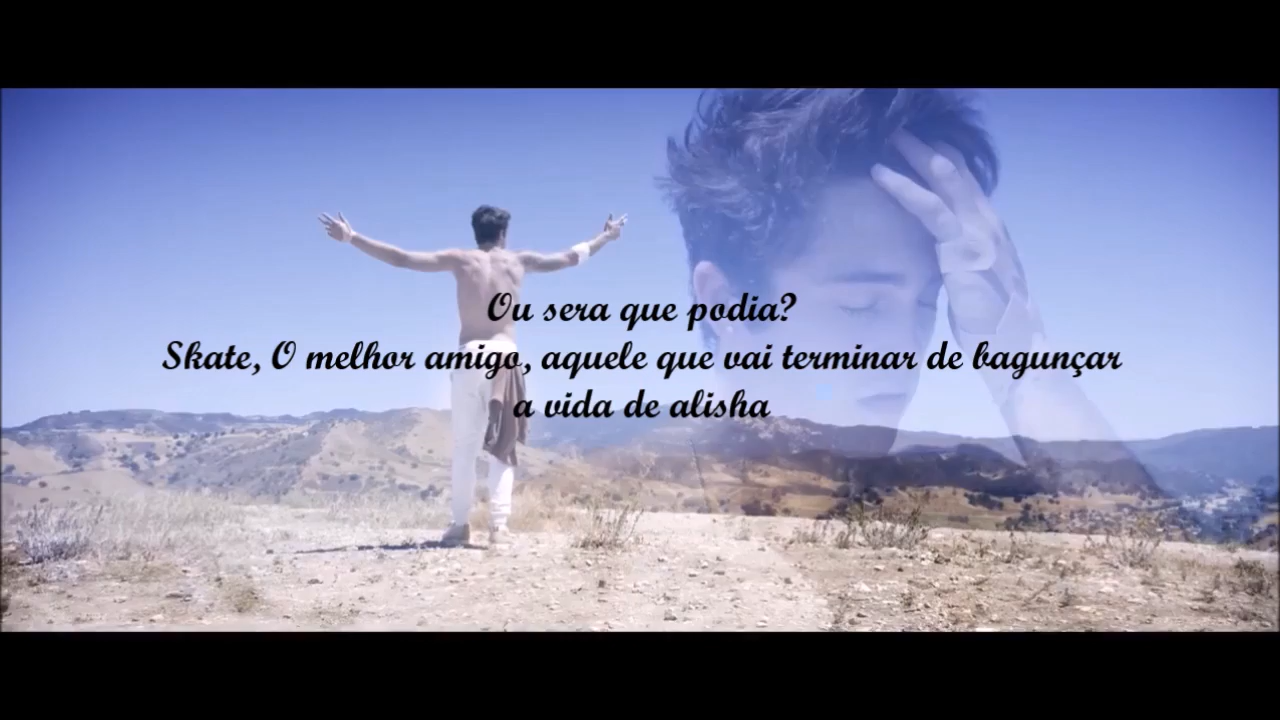 Ou sera que podia?
Skate, O melhor amigo, aquele que vai terminar de bagunçar
a vida de alisha